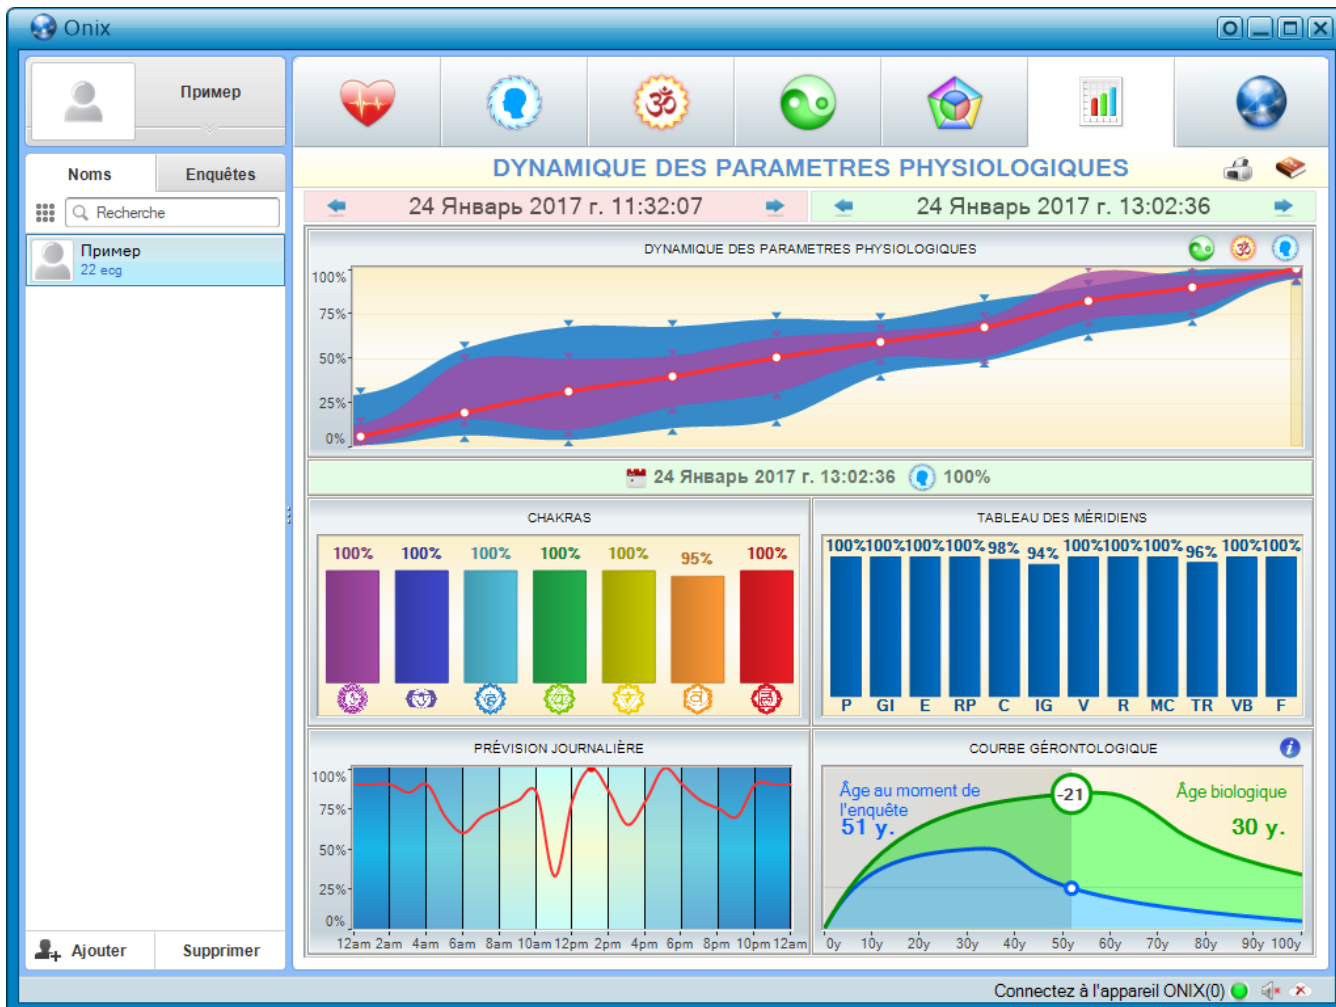 Onix
Пример
DYNAMIQUE DES PARAMETRES PHYSIOLOGIQUES
Noms Enquêtes
Recherche
Пример
22 ecg
24 Январь 2017 г. 11:32:07 24 Январь 2017 г. 13:02:36
DYNAMIQUE DES PARAMETRES PHYSIOLOGIQUES
100%
75%
50%
25%
0%
24 Январь 2017 г. 13:02:36 100%
CHAKRAS
100% 100% 100% 100% 100% 95% 100%
TABLEAU DES MÉRIDIENS
100% 100% 100% 100% 98% 94% 100% 100% 100% 96% 100% 100%
P GI E RP C IG V R MC TR VB F
PRÉVISION JOURNALIÈRE
100%
75%
50%
25%
0%
12am 2am 4am 6am 8am 10am 12pm 2pm 4pm 6pm 8pm 10pm 12am
COURBE GÉRONTOLOGIQUE
Âge au moment de
l'enquête
51 y.
-21
Âge biologique
30 y.
0y 10y 20y 30y 40y 50y 60y 70y 80y 90y 100y
Ajouter Supprimer
Connectez à l'appareil ONIX(0)